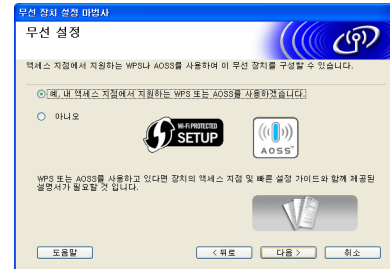 무선 장치 설정 마법사
무선 설정
액세스 지점에서 지원하는 WPS나 AOSS를 사용하여 이 무선 장치를 구성할 수 있습니다.
예, 내 액세스 지점에서 지원하는 WPS 또는 AOSS를 사용하겠습니다.
아니오
WI-FI PROTECTED
SETUP
AOSS™
WPS 또는 AOSS를 사용하고 있다면 장치의 액세스 지점 및 빠른 설정 가이드와 함께 제공된
설명서가 필요할 것 입니다.
도움말
< 뒤로
다음 >
취소